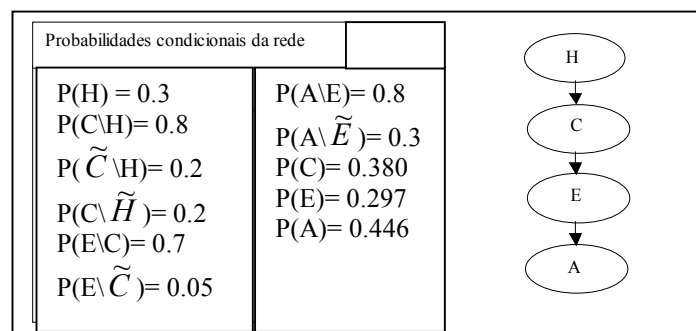 Probabilidades condicionais da rede
P(H) = 0.3
P(C\H)= 0.8
P( C̃ \H)= 0.2
P(C\ H̃ )= 0.2
P(E\C)= 0.7
P(E\ C̃ )= 0.05
P(A\E)= 0.8
P(A\ Ẽ )= 0.3
P(C)= 0.380
P(E)= 0.297
P(A)= 0.446
H
C
E
A